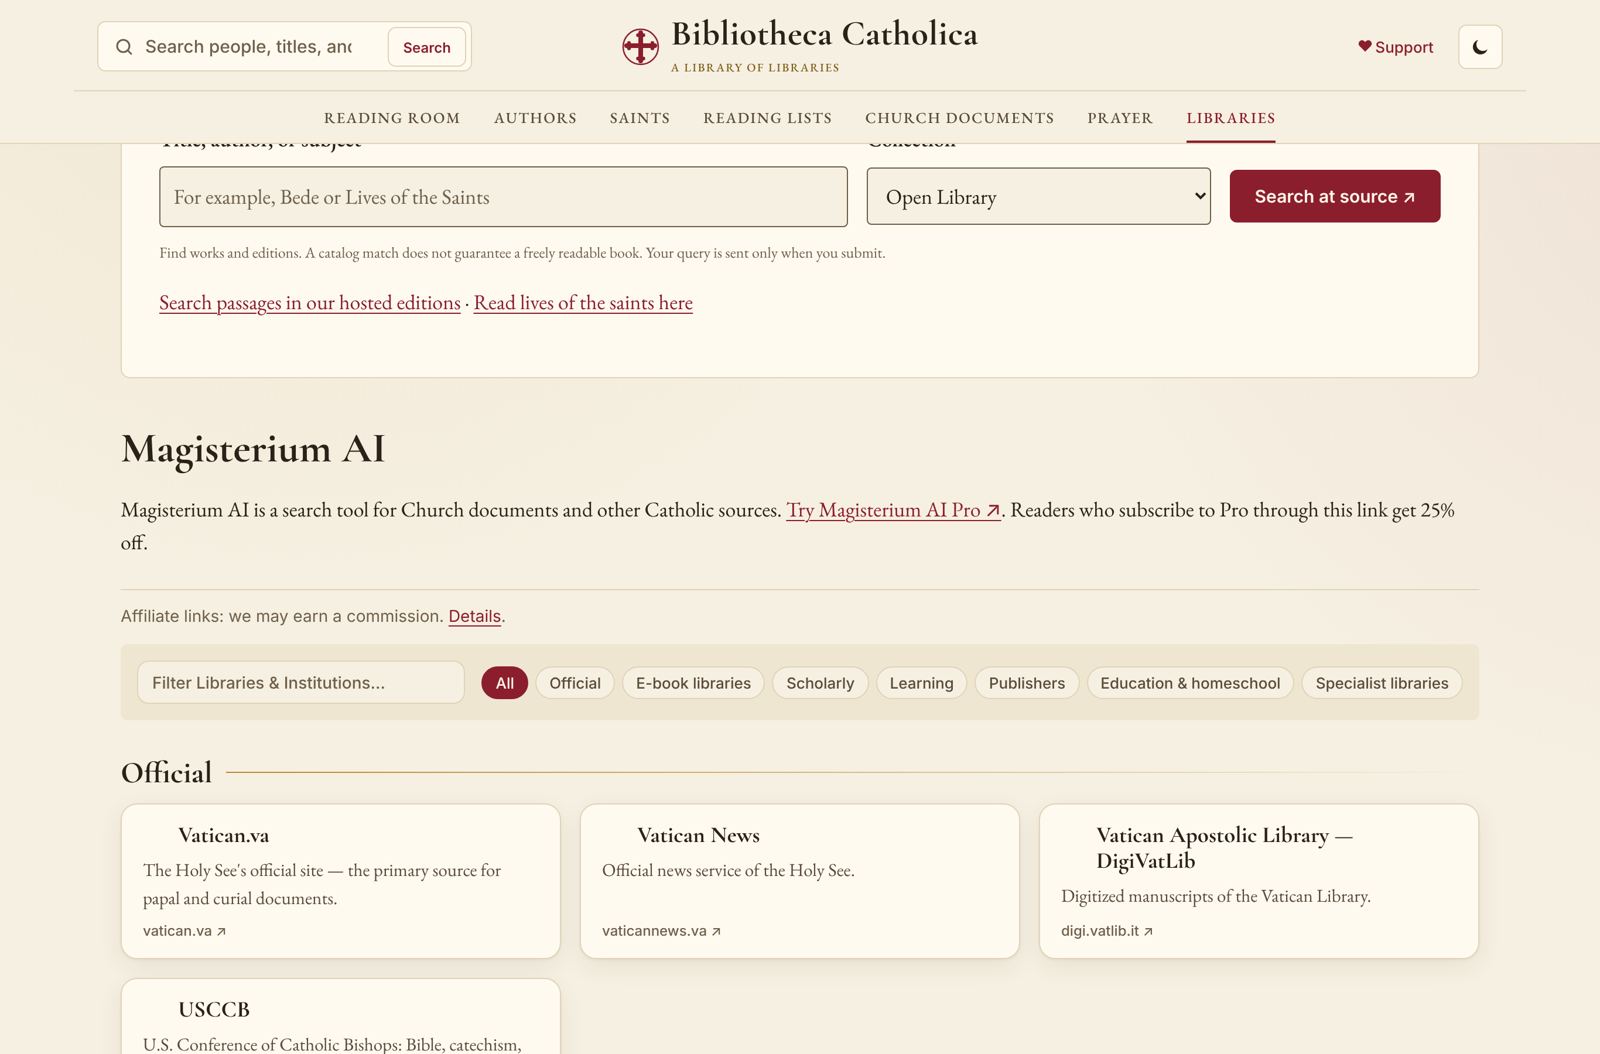 Search people, titles, and
Search
Bibliotheca Catholica
A LIBRARY OF LIBRARIES
Support
READING ROOM
AUTHORS
SAINTS
READING LISTS
CHURCH DOCUMENTS
PRAYER
LIBRARIES
Title, author, or subject
Collection
For example, Bede or Lives of the Saints
Open Library
Search at source ↗
Find works and editions. A catalog match does not guarantee a freely readable book. Your query is sent only when you submit.
Search passages in our hosted editions · Read lives of the saints here
Magisterium AI
Magisterium AI is a search tool for Church documents and other Catholic sources. Try Magisterium AI Pro ↗. Readers who subscribe to Pro through this link get 25%
off.
Affiliate links: we may earn a commission. Details.
Filter Libraries & Institutions...
All
Official
E-book libraries
Scholarly
Learning
Publishers
Education & homeschool
Specialist libraries
Official
Vatican.va
The Holy See's official site — the primary source for
papal and curial documents.
vatican.va ↗
Vatican News
Official news service of the Holy See.
vaticannews.va ↗
Vatican Apostolic Library —
DigiVatLib
Digitized manuscripts of the Vatican Library.
digi.vatlib.it ↗
USCCB
U.S. Conference of Catholic Bishops: Bible, catechism,